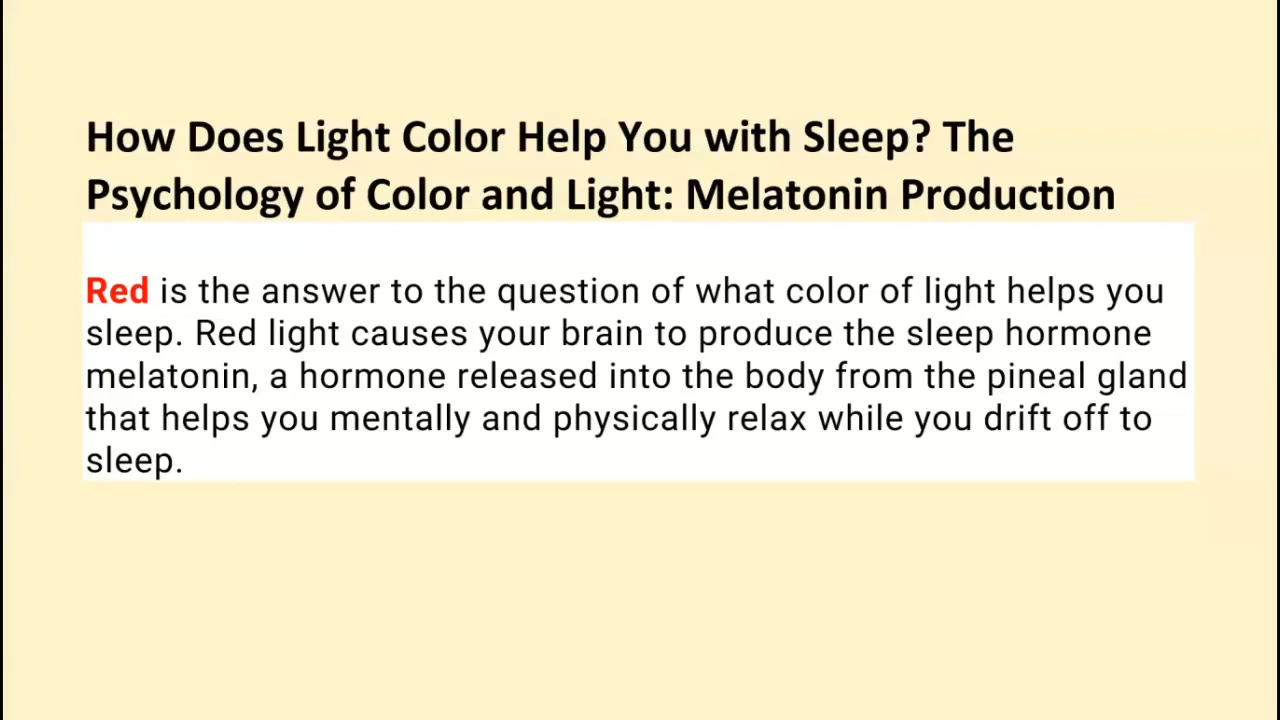 How Does Light Color Help You with Sleep? The
Psychology of Color and Light: Melatonin Production
Red is the answer to the question of what color of light helps you
sleep. Red light causes your brain to produce the sleep hormone
melatonin, a hormone released into the body from the pineal gland
that helps you mentally and physically relax while you drift off to
sleep.